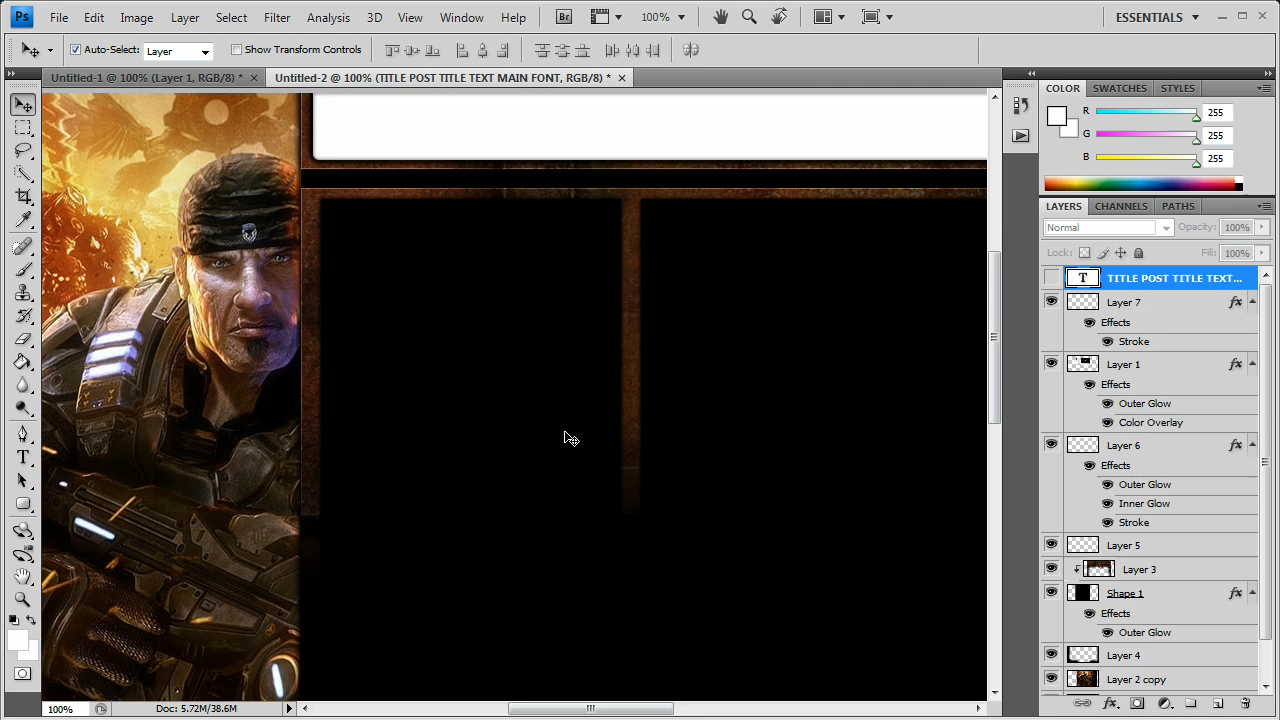 Ps File Edit Image Layer Select Filter Analysis 3D View Window Help Br 100% ESSENTIALS
Auto-Select: Layer Show Transform Controls
Untitled-1 @ 100% (Layer 1, RGB/8) * Untitled-2 @ 100% (TITLE POST TITLE TEXT MAIN FONT, RGB/8) *
COLOR SWATCHES STYLES
R 255
G 255
B 255
LAYERS CHANNELS PATHS
Normal Opacity: 100%
Lock: Fill: 100%
T TITLE POST TITLE TEXT...
Layer 7 fx
Effects
Stroke
Layer 1 fx
Effects
Outer Glow
Color Overlay
Layer 6 fx
Effects
Outer Glow
Inner Glow
Stroke
Layer 5
Layer 3
Shape 1 fx
Effects
Outer Glow
Layer 4
Layer 2 copy
100% Doc: 5.72M/38.6M